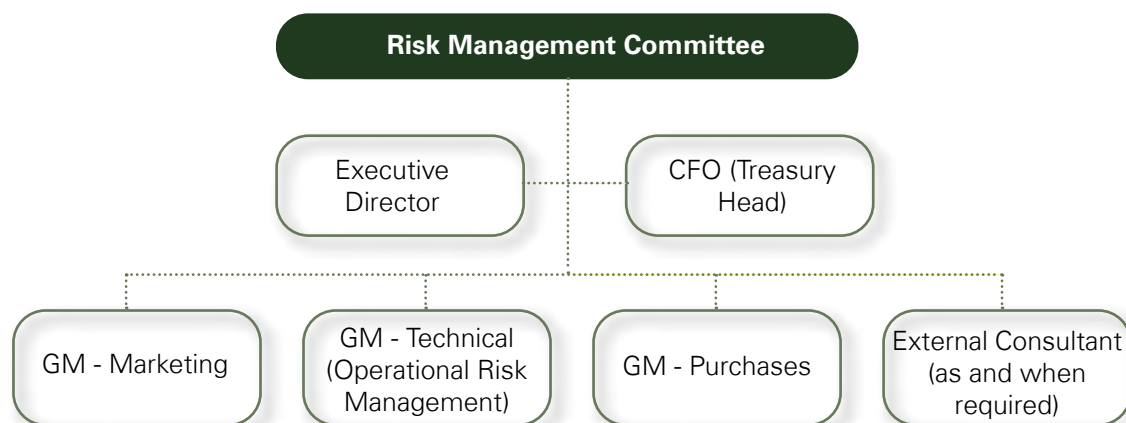 Risk Management Committee
Executive
Director
CFO (Treasury
Head)
GM - Marketing
GM - Technical
(Operational Risk
Management)
GM - Purchases
External Consultant
(as and when
required)